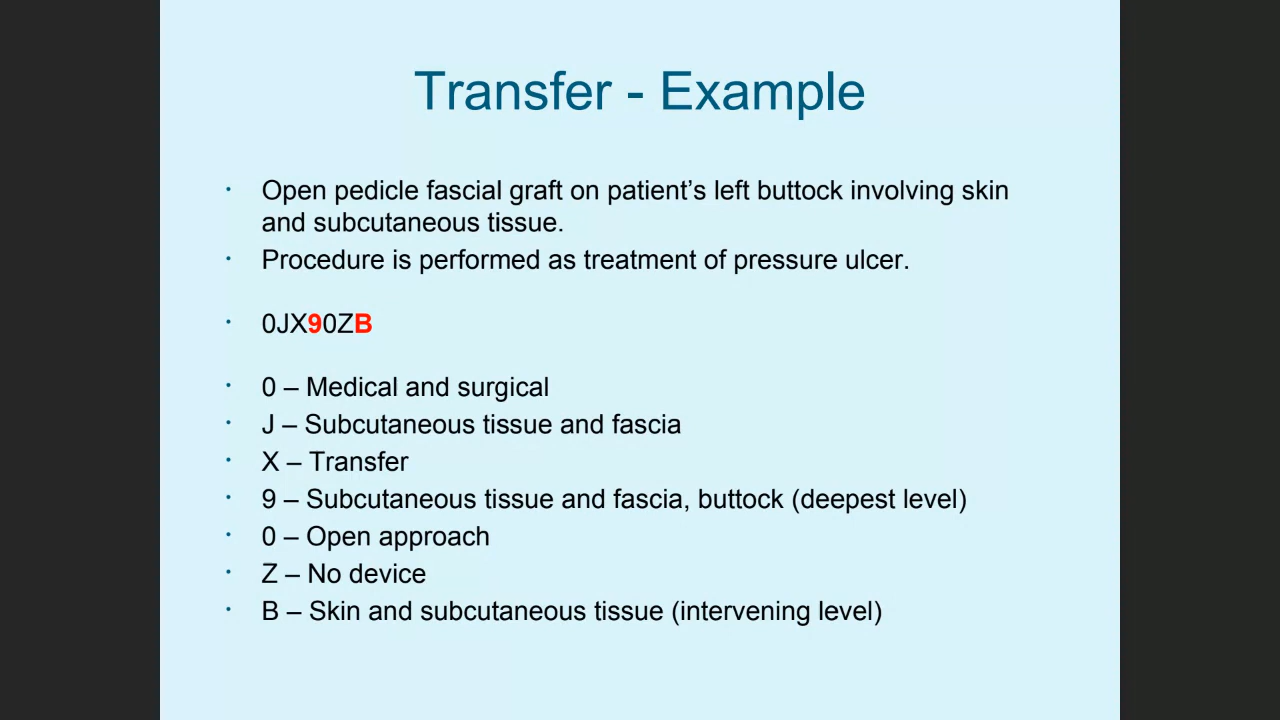 Transfer - Example
• Open pedicle fascial graft on patient’s left buttock involving skin
and subcutaneous tissue.
• Procedure is performed as treatment of pressure ulcer.
• 0JX90ZB
• 0 – Medical and surgical
• J – Subcutaneous tissue and fascia
• X – Transfer
• 9 – Subcutaneous tissue and fascia, buttock (deepest level)
• 0 – Open approach
• Z – No device
• B – Skin and subcutaneous tissue (intervening level)